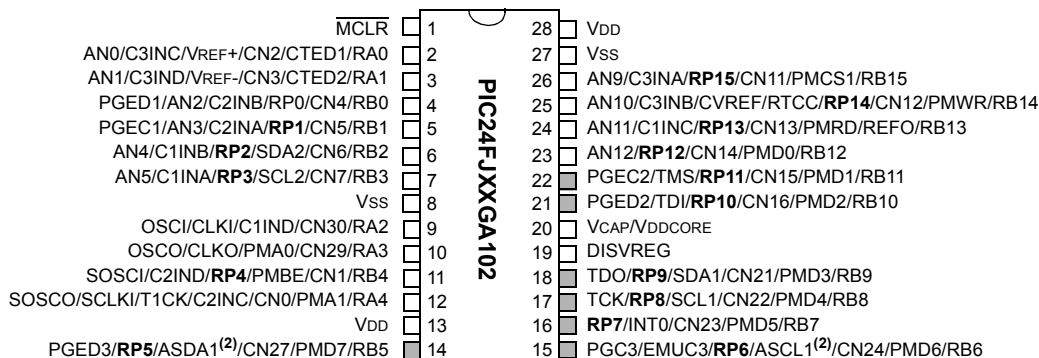 MCLR 1
AN0/C3INC/VREF+/CN2/CTED1/RA0 2
AN1/C3IND/VREF-/CN3/CTED2/RA1 3
PGED1/AN2/C2INB/RP0/CN4/RB0 4
PGEC1/AN3/C2INA/RP1/CN5/RB1 5
AN4/C1INB/RP2/SDA2/CN6/RB2 6
AN5/C1INA/RP3/SCL2/CN7/RB3 7
VSS 8
OSCI/CLKI/C1IND/CN30/RA2 9
OSCO/CLKO/PMA0/CN29/RA3 10
SOSCI/C2IND/RP4/PMBE/CN1/RB4 11
SOSCO/SCLKI/T1CK/C2INC/CN0/PMA1/RA4 12
VDD 13
PGED3/RP5/ASDA1(2)/CN27/PMD7/RB5 14
PIC24FJXXGA102
28 VDD
27 VSS
26 AN9/C3INA/RP15/CN11/PMCS1/RB15
25 AN10/C3INB/CVREF/RTCC/RP14/CN12/PMWR/RB14
24 AN11/C1INC/RP13/CN13/PMRD/REFO/RB13
23 AN12/RP12/CN14/PMD0/RB12
22 PGEC2/TMS/RP11/CN15/PMD1/RB11
21 PGED2/TDI/RP10/CN16/PMD2/RB10
20 VCAP/VDDCORE
19 DISVREG
18 TDO/RP9/SDA1/CN21/PMD3/RB9
17 TCK/RP8/SCL1/CN22/PMD4/RB8
16 RP7/INT0/CN23/PMD5/RB7
15 PGC3/EMUC3/RP6/ASCL1(2)/CN24/PMD6/RB6